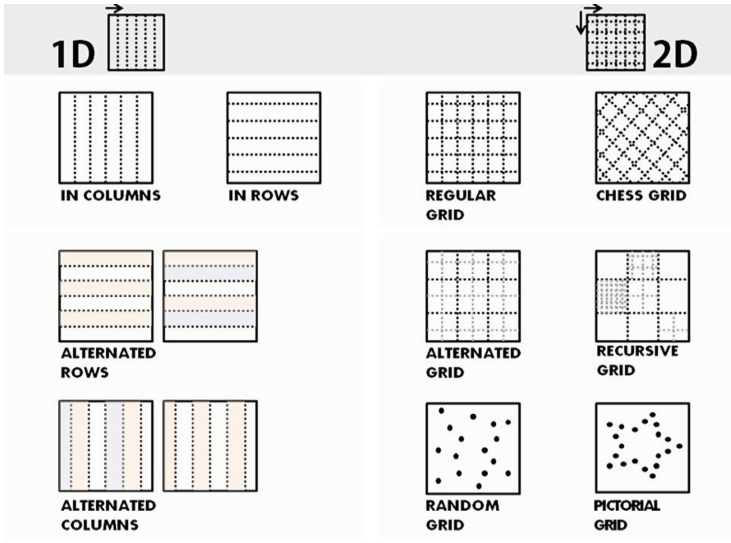 1D
2D
IN COLUMNS
IN ROWS
REGULAR
GRID
CHESS GRID
ALTERNATED
ROWS
ALTERNATED
GRID
RECURSIVE
GRID
ALTERNATED
COLUMNS
RANDOM
GRID
PICTORIAL
GRID